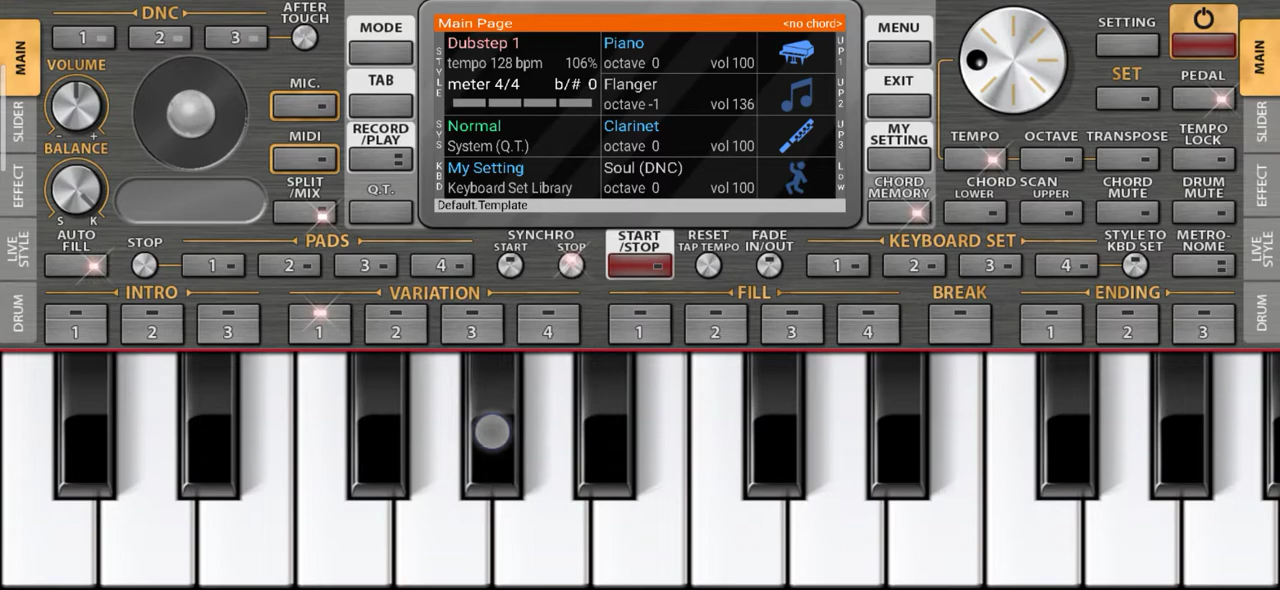 DNC
AFTER
TOUCH
1 2 3
MODE
Main Page <no chord>
MENU
SETTING
MAIN
MAIN
VOLUME
STYLE
Dubstep 1
tempo 128 bpm 106%
meter 4/4 b/# 0
Piano
octave 0 vol 100
UP1
Flanger
octave -1 vol 136
UP2
SYS
Normal
System (Q.T.)
Clarinet
octave 0 vol 100
UP3
KBD
My Setting
Keyboard Set Library
Soul (DNC)
octave 0 vol 100
Low
Default.Template
TAB
EXIT
SET
PEDAL
MIC.
SLIDER
SLIDER
- +
BALANCE
MIDI
RECORD
/PLAY
MY
SETTING
TEMPO OCTAVE TRANSPOSE TEMPO
LOCK
EFFECT
EFFECT
S K
SPLIT
/MIX
Q.T.
CHORD
MEMORY
CHORD SCAN
LOWER UPPER
CHORD
MUTE
DRUM
MUTE
AUTO
FILL
STOP
PADS
1 2 3 4
SYNCHRO
START STOP
START
/STOP
RESET
TAP TEMPO
FADE
IN/OUT
KEYBOARD SET
1 2 3 4
STYLE TO
KBD SET
METRO-
NOME
LIVE
STYLE
LIVE
STYLE
INTRO
1 2 3
VARIATION
1 2 3 4
FILL
1 2 3 4
BREAK
ENDING
1 2 3
DRUM
DRUM